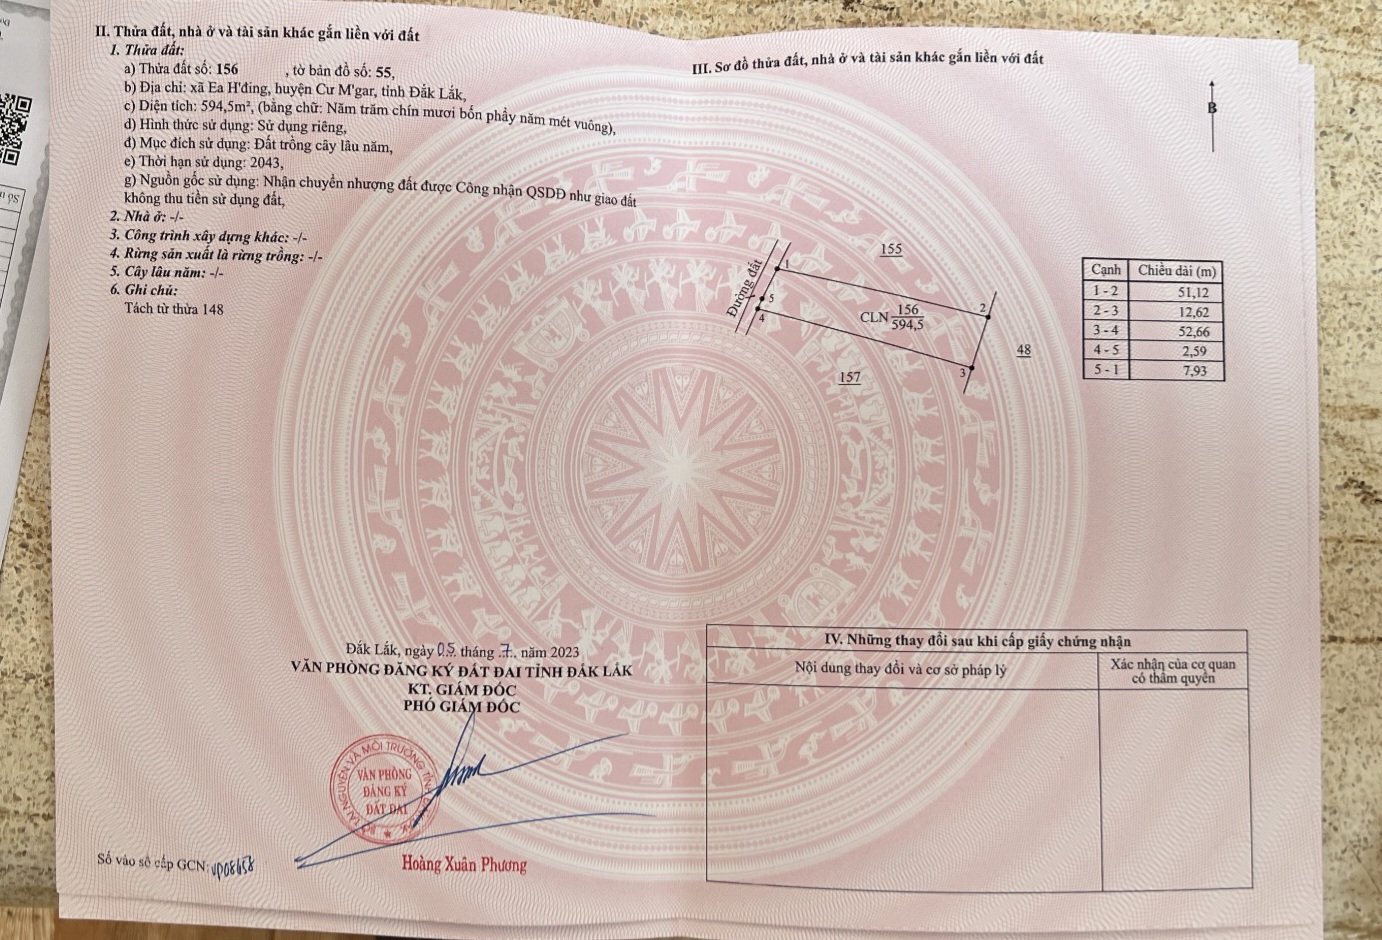 II. Thửa đất, nhà ở và tài sản khác gắn liền với đất
1. Thửa đất:
a) Thửa đất số: 156 , tờ bản đồ số: 55,
b) Địa chỉ: xã Ea H'đing, huyện Cư M'gar, tỉnh Đắk Lắk,
c) Diện tích: 594,5m², (bằng chữ: Năm trăm chín mươi bốn phẩy năm mét vuông),
d) Hình thức sử dụng: Sử dụng riêng,
đ) Mục đích sử dụng: Đất trồng cây lâu năm,
e) Thời hạn sử dụng: 2043,
g) Nguồn gốc sử dụng: Nhận chuyển nhượng đất được Công nhận QSDĐ như giao đất
không thu tiền sử dụng đất,
2. Nhà ở: -/-
3. Công trình xây dựng khác: -/-
4. Rừng sản xuất là rừng trồng: -/-
5. Cây lâu năm: -/-
6. Ghi chú:
Tách từ thửa 148
Đắk Lắk, ngày 05 tháng 7 năm 2023
VĂN PHÒNG ĐĂNG KÝ ĐẤT ĐAI TỈNH ĐẮK LẮK
KT. GIÁM ĐỐC
PHÓ GIÁM ĐỐC
TÀI NGUYÊN VÀ MÔI TRƯỜNG TỈNH
VĂN PHÒNG
ĐĂNG KÝ
ĐẤT ĐAI
Hoàng Xuân Phương
Số vào sổ cấp GCN:
III. Sơ đồ thửa đất, nhà ở và tài sản khác gắn liền với đất
B
155
Đường đất
1
2
3
4
5
CLN 156
594,5
48
157
Cạnh Chiều dài (m)
1 - 2 51,12
2 - 3 12,62
3 - 4 52,66
4 - 5 2,59
5 - 1 7,93
IV. Những thay đổi sau khi cấp giấy chứng nhận
Nội dung thay đổi và cơ sở pháp lý
Xác nhận của cơ quan
có thẩm quyền